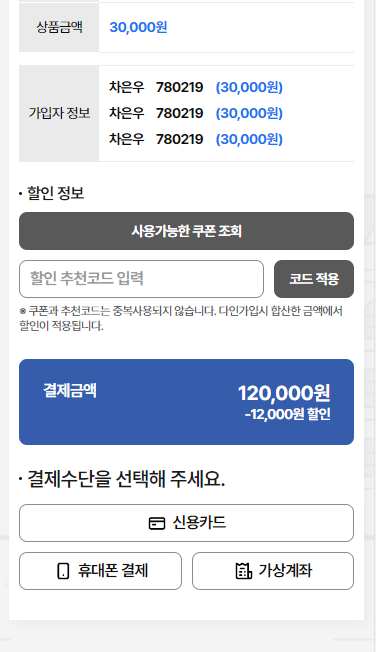 상품금액 30,000원
가입자 정보
차은우 780219 (30,000원)
차은우 780219 (30,000원)
차은우 780219 (30,000원)
· 할인 정보
사용가능한 쿠폰 조회
할인 추천코드 입력 코드 적용
※ 쿠폰과 추천코드는 중복사용되지 않습니다. 다인가입시 합산한 금액에서
할인이 적용됩니다.
결제금액 120,000원
-12,000원 할인
· 결제수단을 선택해 주세요.
신용카드
휴대폰 결제 가상계좌